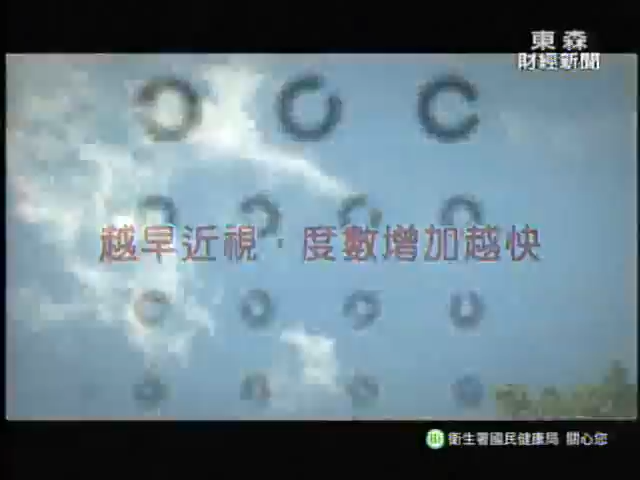 東森
財經新聞
越早近視，度數增加越快
衛生署國民健康局 關心您